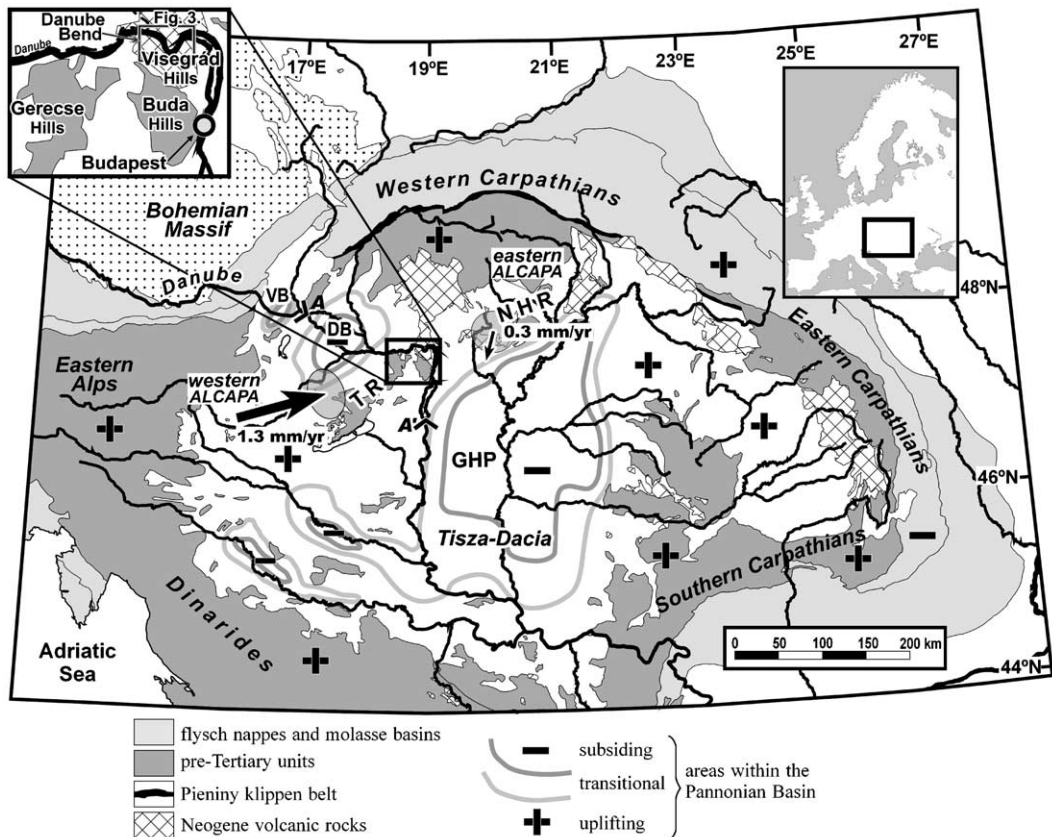 Fig. 3.
Danube
Bend
Danube
Visegrád
Hills
Gerecse
Hills
Buda
Hills
Budapest
17°E
19°E
21°E
23°E
25°E
27°E
48°N
46°N
44°N
Western Carpathians
Bohemian
Massif
Danube
VB
A
DB
eastern
ALCAPA
N H R
0.3 mm/yr
Eastern
Alps
western
ALCAPA
T R
1.3 mm/yr
A'
GHP
Eastern Carpathians
Tisza-Dacia
Southern Carpathians
Dinarides
Adriatic
Sea
0 50 100 150 200 km
flysch nappes and molasse basins
pre-Tertiary units
Pieniny klippen belt
Neogene volcanic rocks
subsiding
transitional
uplifting
areas within the
Pannonian Basin